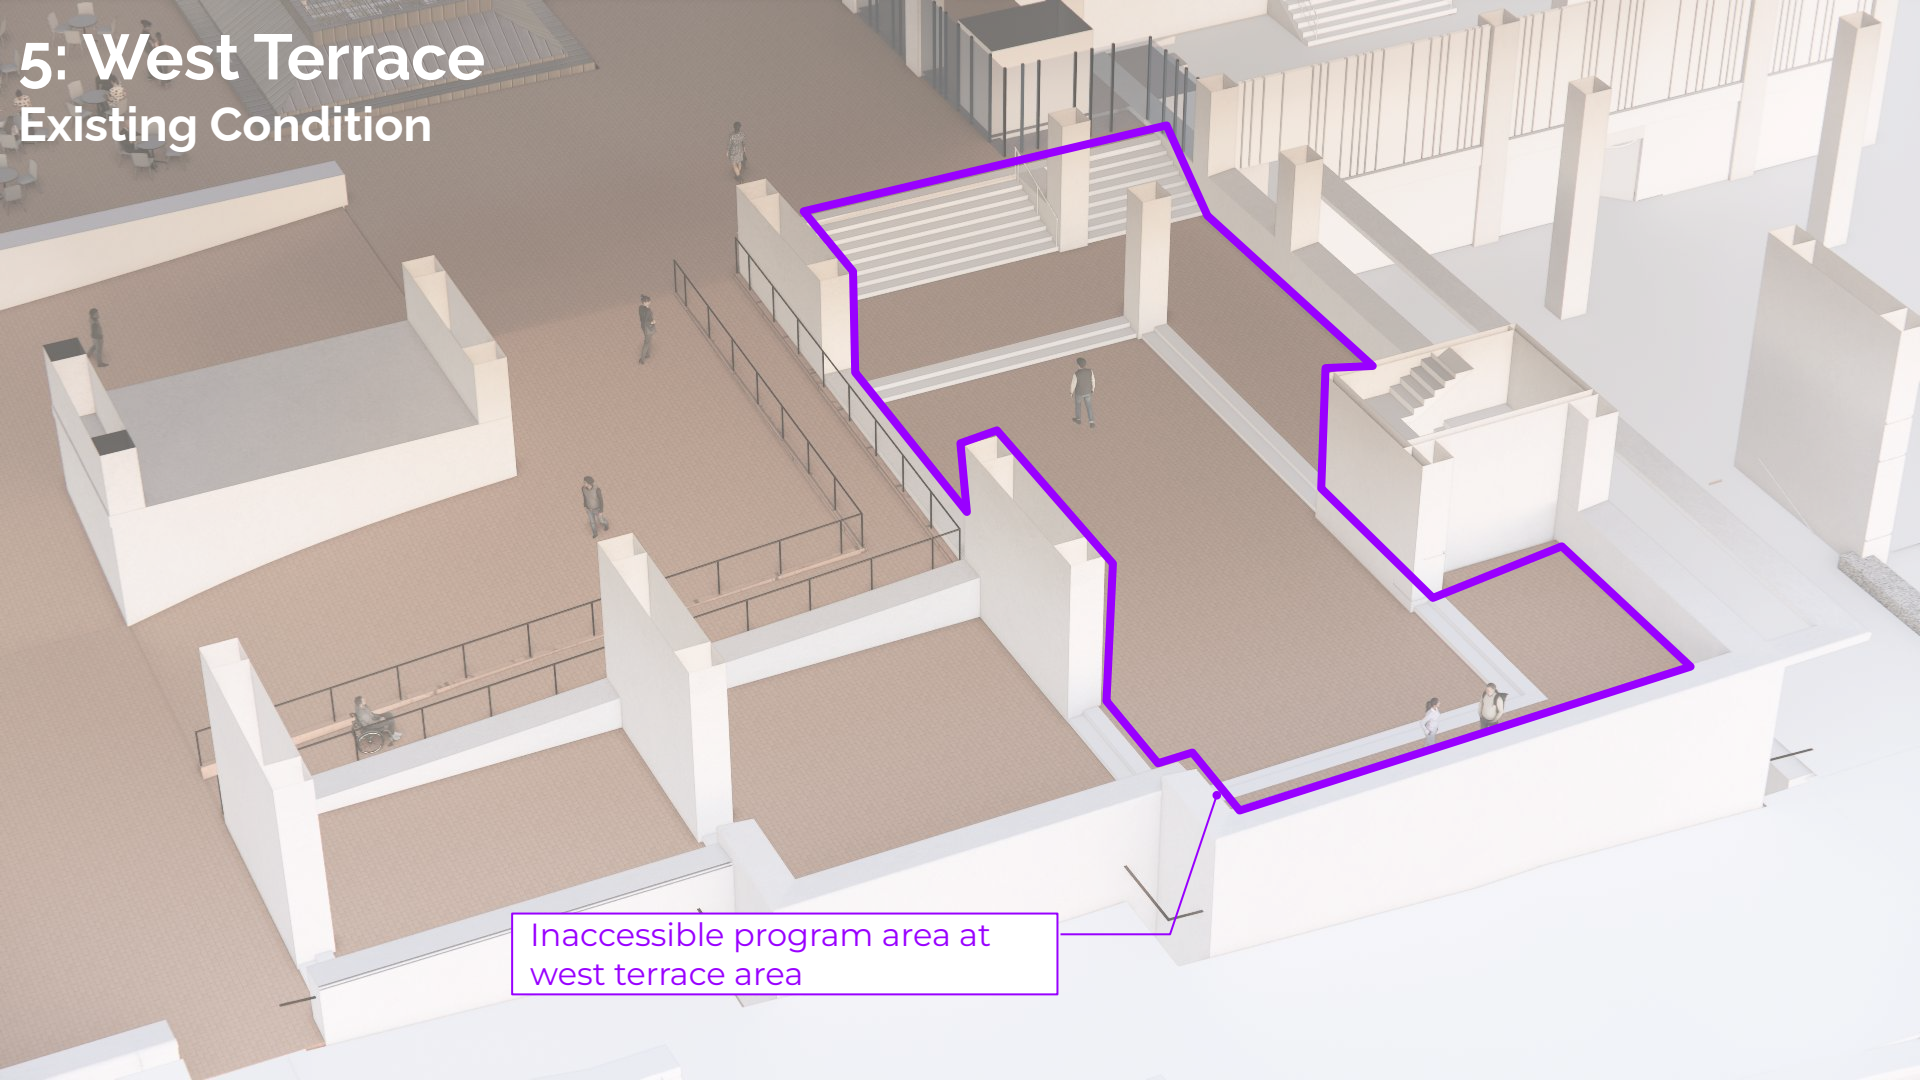 5: West Terrace
Existing Condition
Inaccessible program area at
west terrace area